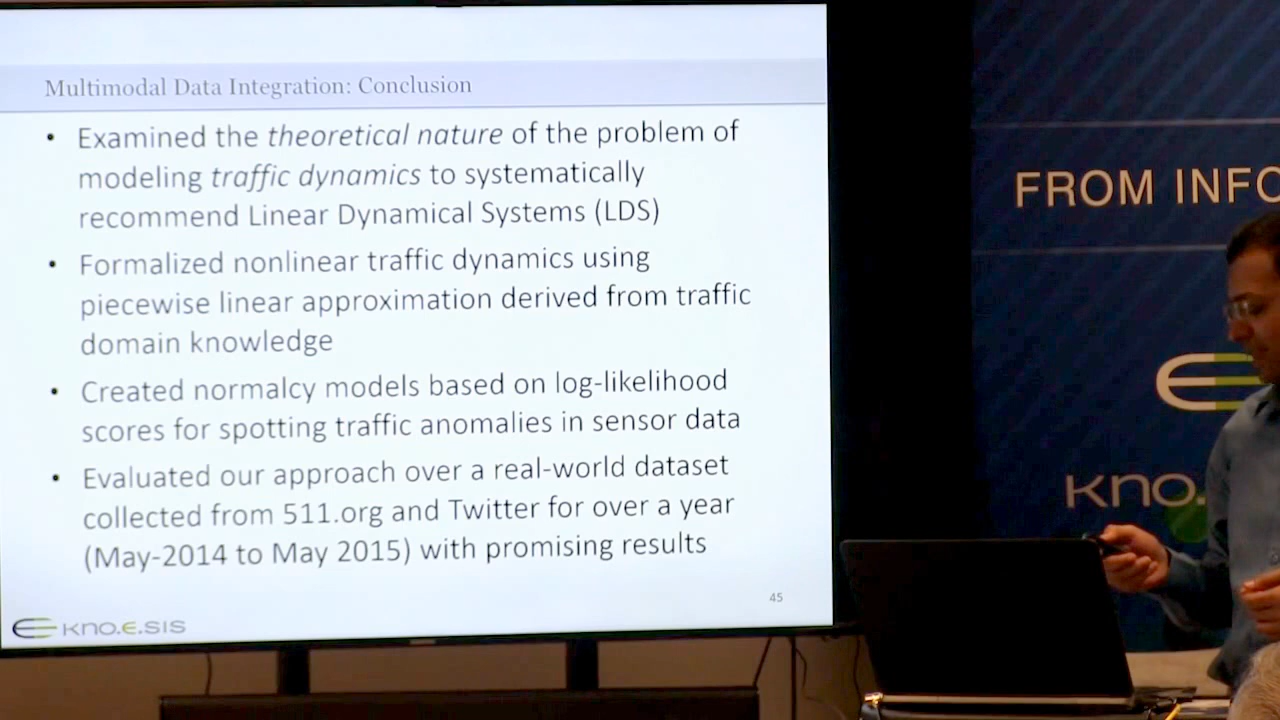 Multimodal Data Integration: Conclusion
• Examined the theoretical nature of the problem of
modeling traffic dynamics to systematically
recommend Linear Dynamical Systems (LDS)
• Formalized nonlinear traffic dynamics using
piecewise linear approximation derived from traffic
domain knowledge
• Created normalcy models based on log-likelihood
scores for spotting traffic anomalies in sensor data
• Evaluated our approach over a real-world dataset
collected from 511.org and Twitter for over a year
(May-2014 to May 2015) with promising results
45
kno.e.sis
FROM INFO
kno.